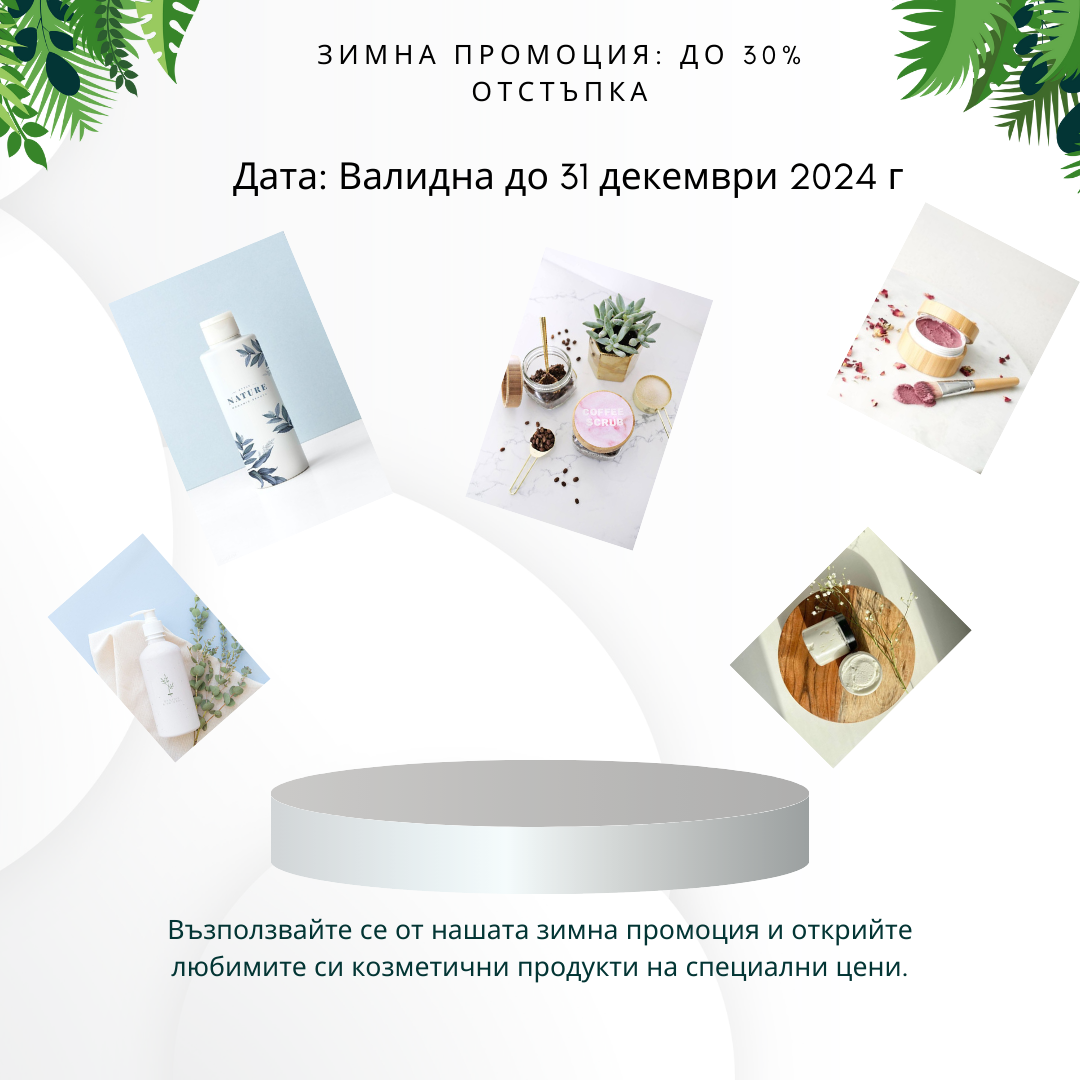 ЗИМНА ПРОМОЦИЯ: ДО 30%
ОТСТЪПКА
Дата: Валидна до 31 декември 2024 г
NATURE
COFFEE
SCRUB
Възползвайте се от нашата зимна промоция и открийте
любимите си козметични продукти на специални цени.